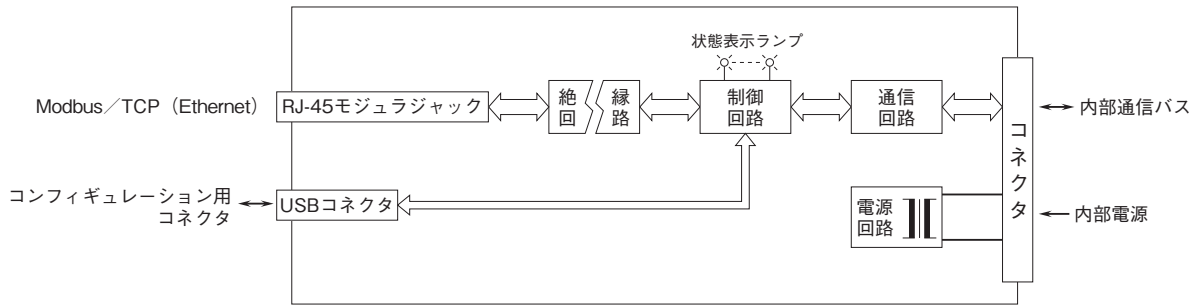 状態表示ランプ
Modbus／TCP（Ethernet）
RJ-45モジュラジャック
絶縁
回路
制御
回路
通信
回路
コネクタ
内部通信バス
コンフィギュレーション用
コネクタ
USBコネクタ
電源
回路
内部電源